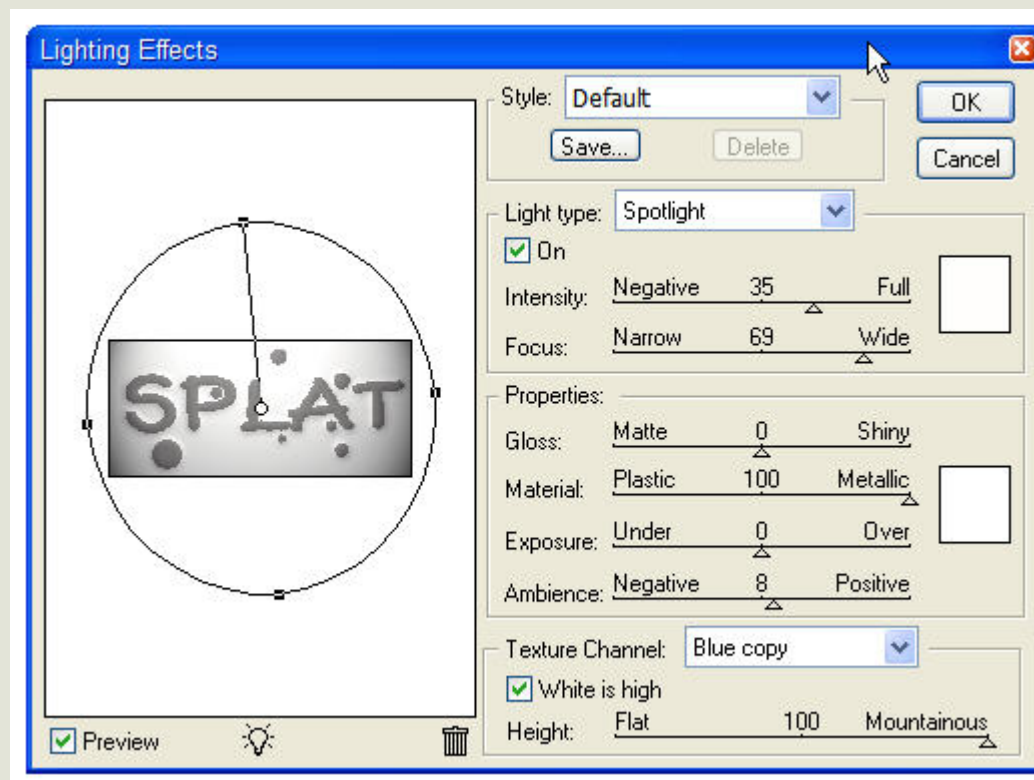 Lighting Effects
Style: Default
OK
Save... Delete
Cancel
Light type: Spotlight
On
Intensity: Negative 35 Full
Focus: Narrow 69 Wide
SPLAT
Properties:
Gloss: Matte 0 Shiny
Material: Plastic 100 Metallic
Exposure: Under 0 Over
Ambience: Negative 8 Positive
Texture Channel: Blue copy
White is high
Height: Flat 100 Mountainous
Preview